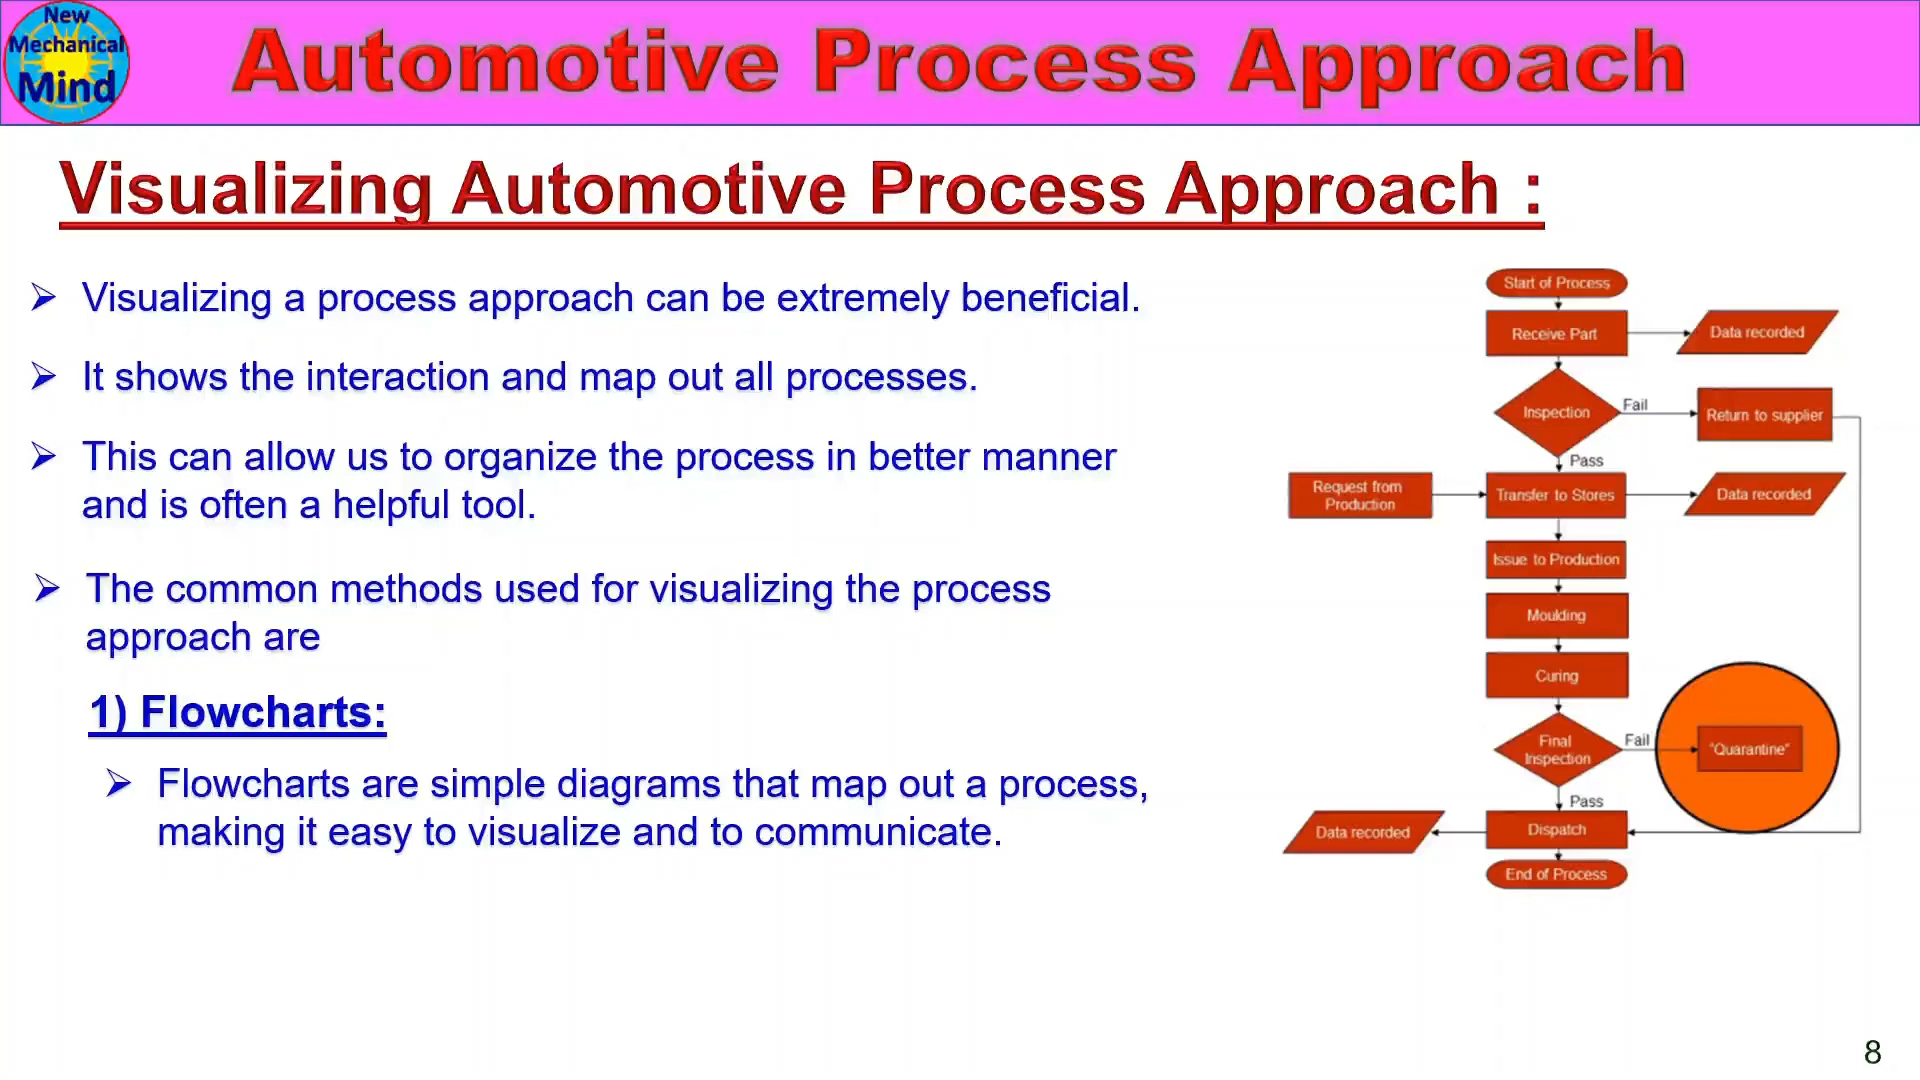 New
Mechanical
Mind
Automotive Process Approach
Visualizing Automotive Process Approach :
Visualizing a process approach can be extremely beneficial.
It shows the interaction and map out all processes.
This can allow us to organize the process in better manner
and is often a helpful tool.
The common methods used for visualizing the process
approach are
1) Flowcharts:
Flowcharts are simple diagrams that map out a process,
making it easy to visualize and to communicate.
Start of Process
Receive Part
Data recorded
Inspection
Fail
Return to supplier
Pass
Request from
Production
Transfer to Stores
Data recorded
Issue to Production
Moulding
Curing
Final
Inspection
Fail
"Quarantine"
Pass
Data recorded
Dispatch
End of Process
8